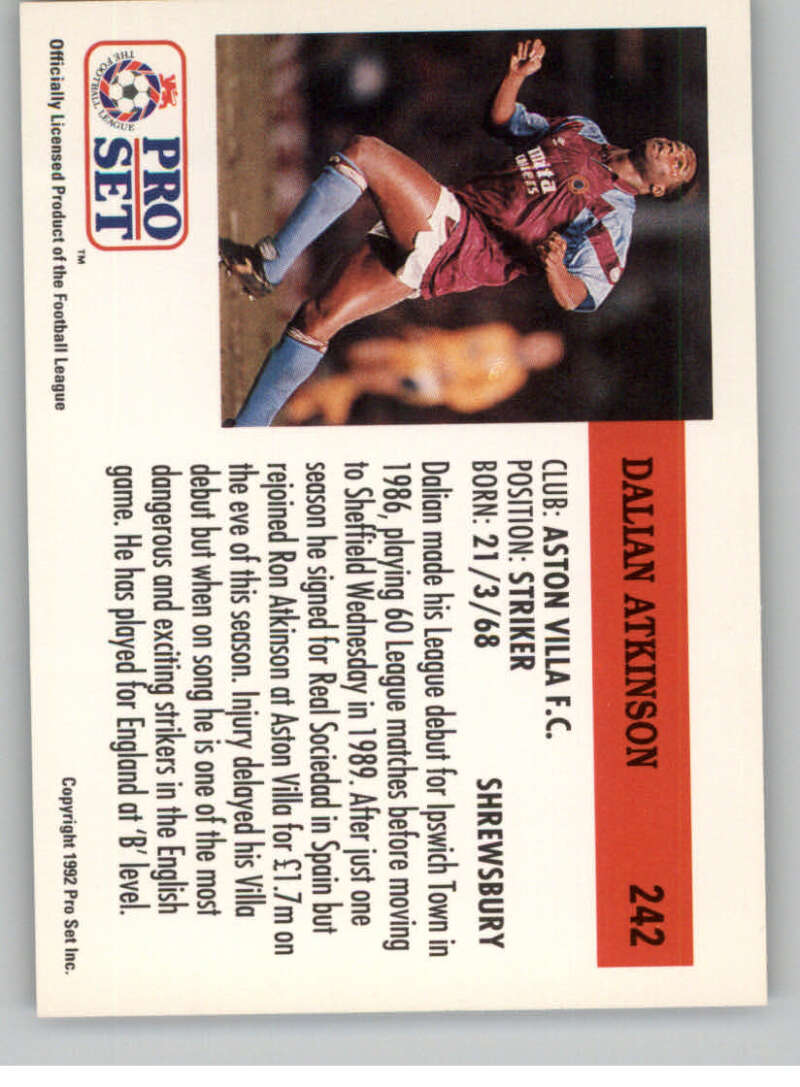 DALIAN ATKINSON 242
CLUB: ASTON VILLA F.C.
POSITION: STRIKER
BORN: 21/3/68 SHREWSBURY
Dalian made his League debut for Ipswich Town in
1986, playing 60 League matches before moving
to Sheffield Wednesday in 1989. After just one
season he signed for Real Sociedad in Spain but
rejoined Ron Atkinson at Aston Villa for £1.7m on
the eve of this season. Injury delayed his Villa
debut but when on song he is one of the most
dangerous and exciting strikers in the English
game. He has played for England at 'B' level.
THE FOOTBALL LEAGUE
PRO
SET
™
Officially Licensed Product of the Football League
Copyright 1992 Pro Set Inc.